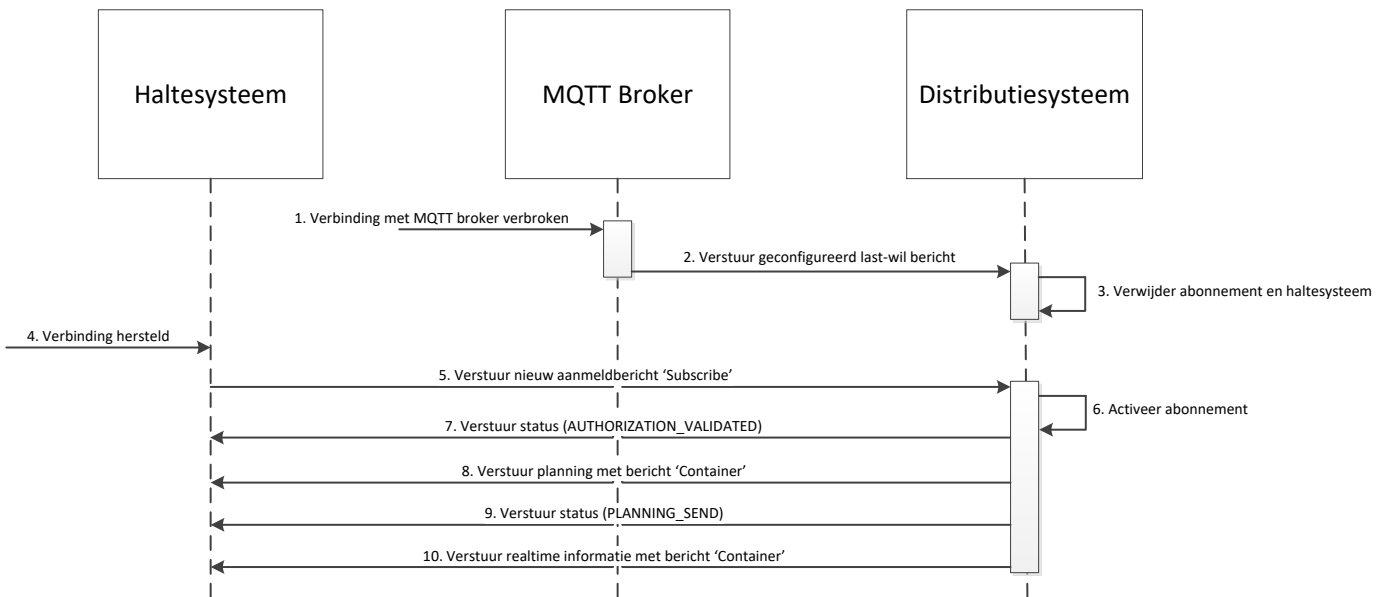 Haltesysteem
MQTT Broker
Distributiesysteem
1. Verbinding met MQTT broker verbroken
2. Verstuur geconfigureerd last-wil bericht
3. Verwijder abonnement en haltesysteem
4. Verbinding hersteld
5. Verstuur nieuw aanmeldbericht ‘Subscribe’
6. Activeer abonnement
7. Verstuur status (AUTHORIZATION_VALIDATED)
8. Verstuur planning met bericht ‘Container’
9. Verstuur status (PLANNING_SEND)
10. Verstuur realtime informatie met bericht ‘Container’